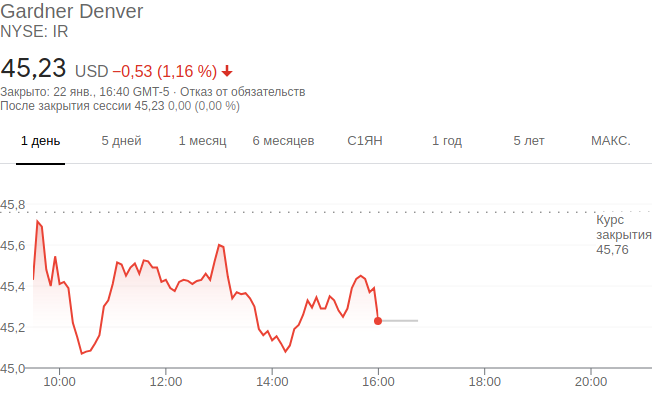 Gardner Denver
NYSE: IR
45,23 USD −0,53 (1,16 %)
Закрыто: 22 янв., 16:40 GMT-5 · Отказ от обязательств
После закрытия сессии 45,23 0,00 (0,00 %)
1 день 5 дней 1 месяц 6 месяцев С1ЯН 1 год 5 лет МАКС.
45,8
Курс
закрытия
45,76
45,6
45,4
45,2
45,0
10:00 12:00 14:00 16:00 18:00 20:00